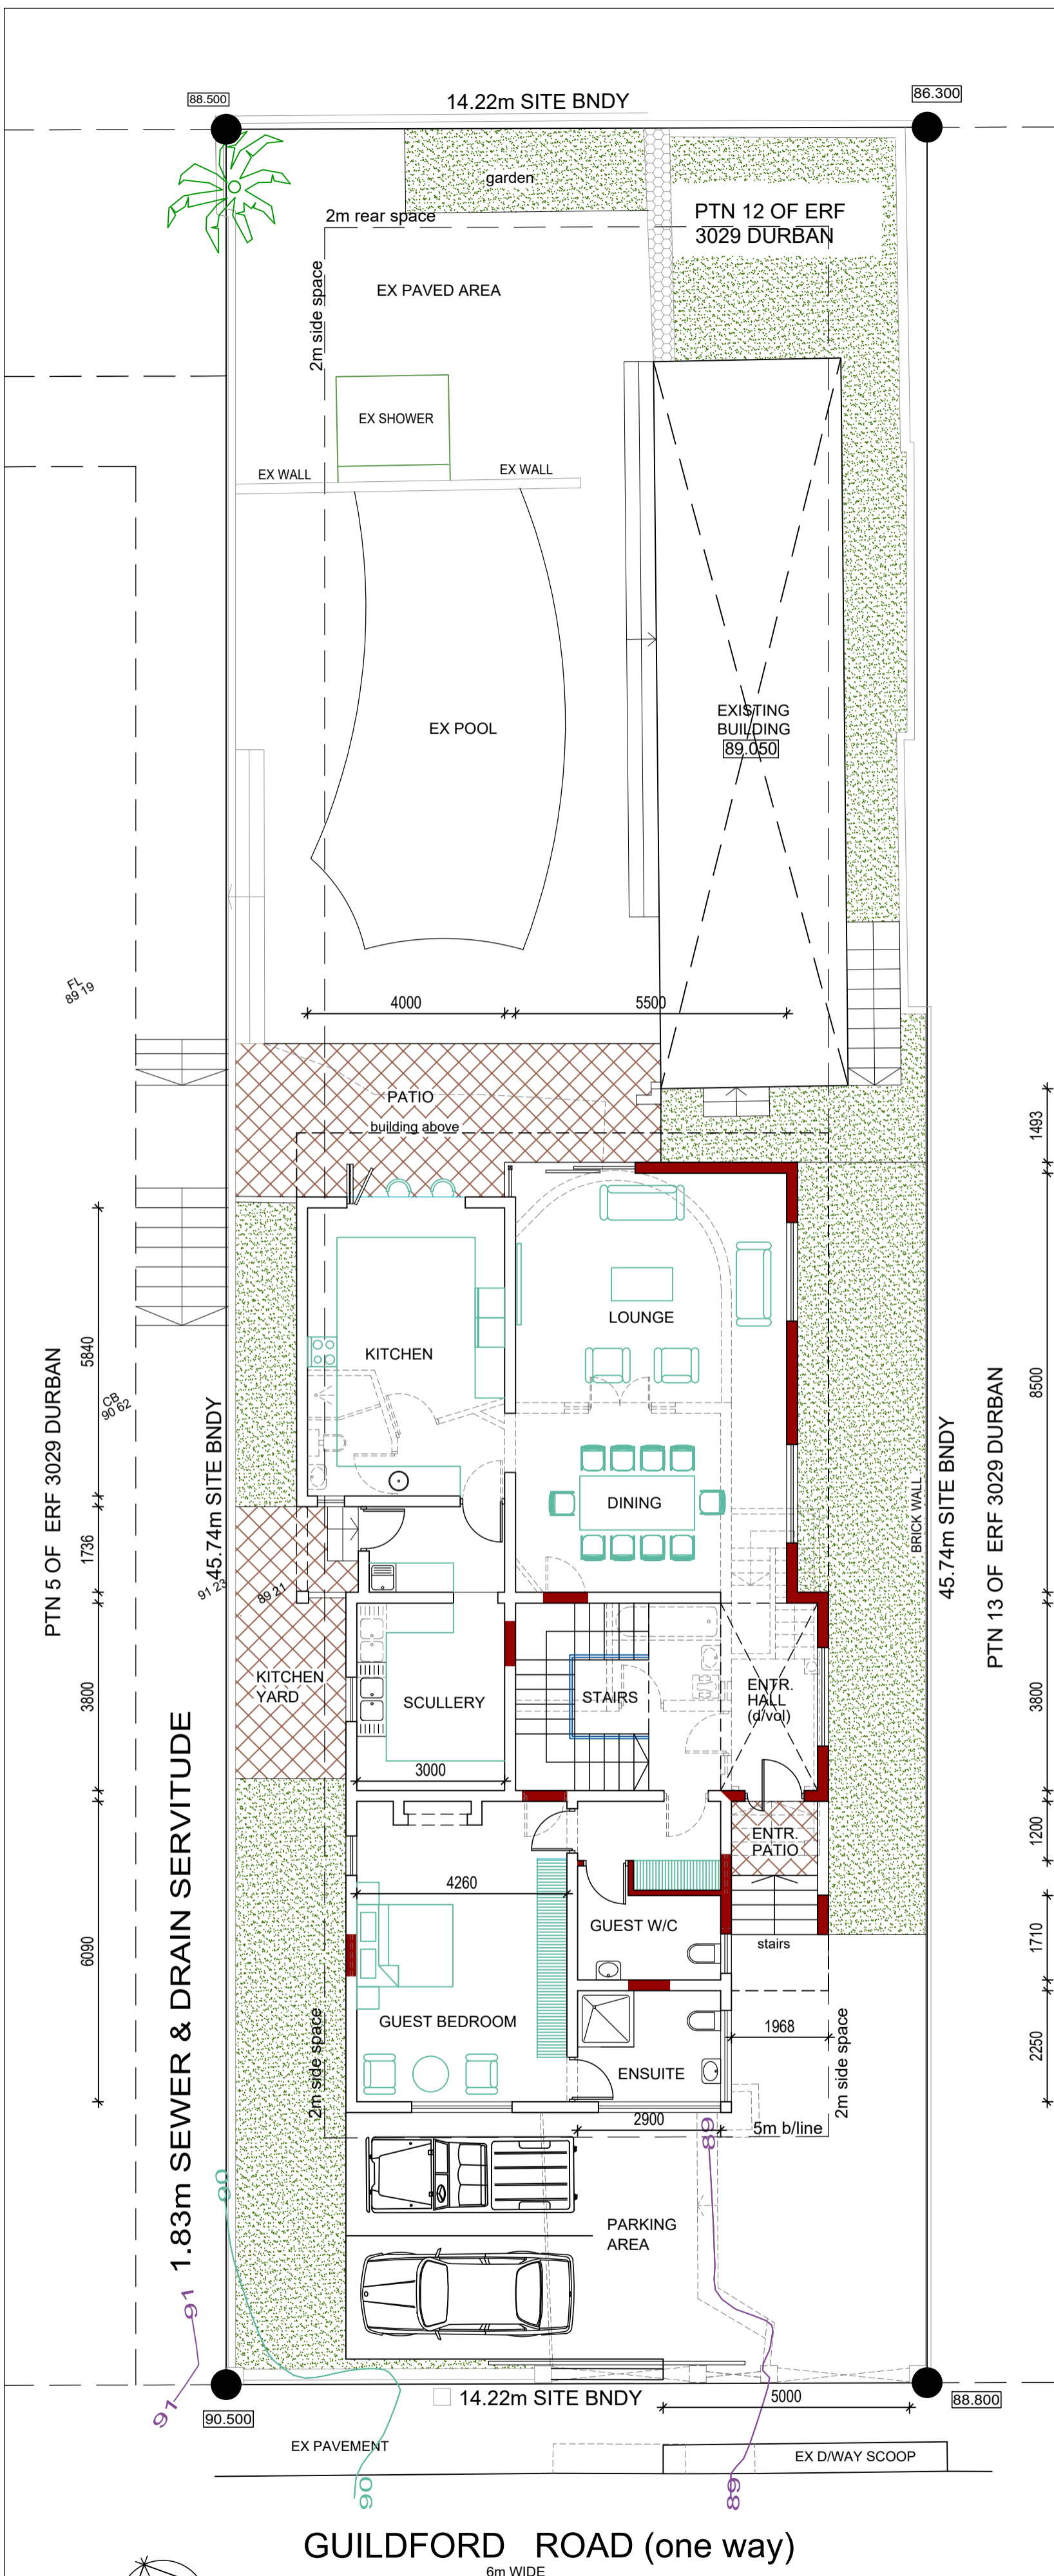 88.500
14.22m SITE BNDY
86.300
garden
PTN 12 OF ERF
3029 DURBAN
2m rear space
2m side space
EX PAVED AREA
EX SHOWER
EX WALL
EX WALL
EX POOL
EXISTING
BUILDING
89.050
FL
89 19
4000
5500
PATIO
building above
1493
LOUNGE
KITCHEN
5840
8500
CB
90 62
PTN 5 OF ERF 3029 DURBAN
45.74m SITE BNDY
DINING
BRICK WALL
45.74m SITE BNDY
PTN 13 OF ERF 3029 DURBAN
1736
91 23
89 21
KITCHEN
YARD
SCULLERY
STAIRS
ENTR.
HALL
(d/vol)
3800
3800
3000
1.83m SEWER & DRAIN SERVITUDE
ENTR.
PATIO
1200
4260
GUEST W/C
stairs
1710
6090
GUEST BEDROOM
1968
2m side space
2m side space
ENSUITE
2250
2900
5m b/line
89
90
PARKING
AREA
91
91
14.22m SITE BNDY
5000
88.800
90.500
EX PAVEMENT
EX D/WAY SCOOP
90
89
GUILDFORD ROAD (one way)
6m WIDE